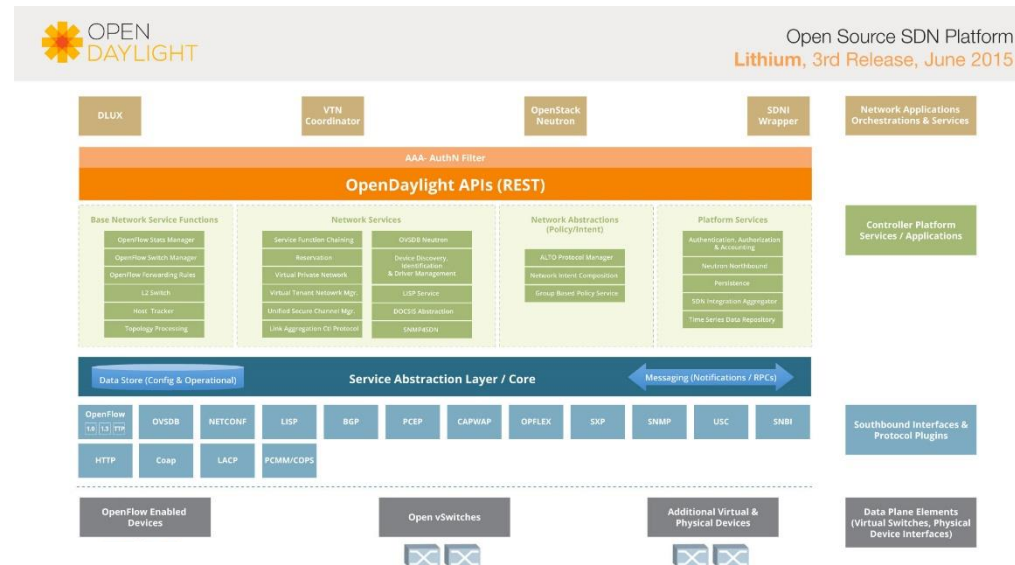 OPEN
DAYLIGHT
Open Source SDN Platform
Lithium, 3rd Release, June 2015
DLUX
VTN
Coordinator
OpenStack
Neutron
SDNI
Wrapper
Network Applications
Orchestrations & Services
AAA- AuthN Filter
OpenDaylight APIs (REST)
Base Network Service Functions
OpenFlow Stats Manager
OpenFlow Switch Manager
OpenFlow Forwarding Rules
L2 Switch
Host Tracker
Topology Processing
Network Services
Service Function Chaining
Reservation
Virtual Private Network
Virtual Tenant Netowrk Mgr.
Unified Secure Channel Mgr.
Link Aggregation Ctl Protocol
OVSDB Neutron
Device Discovery,
Identification
& Driver Management
LISP Service
DOCSIS Abstraction
SNMP4SDN
Network Abstractions
(Policy/Intent)
ALTO Protocol Manager
Network Intent Composition
Group Based Policy Service
Platform Services
Authentication, Authorization
& Accounting
Neutron Northbound
Persistence
SDN Integration Aggregator
Time Series Data Repository
Controller Platform
Services / Applications
Data Store (Config & Operational)
Service Abstraction Layer / Core
Messaging (Notifications / RPCs)
OpenFlow
1.0 1.3 TTP
OVSDB
NETCONF
LISP
BGP
PCEP
CAPWAP
OPFLEX
SXP
SNMP
USC
SNBI
HTTP
Coap
LACP
PCMM/COPS
Southbound Interfaces &
Protocol Plugins
OpenFlow Enabled
Devices
Open vSwitches
Additional Virtual &
Physical Devices
Data Plane Elements
(Virtual Switches, Physical
Device Interfaces)